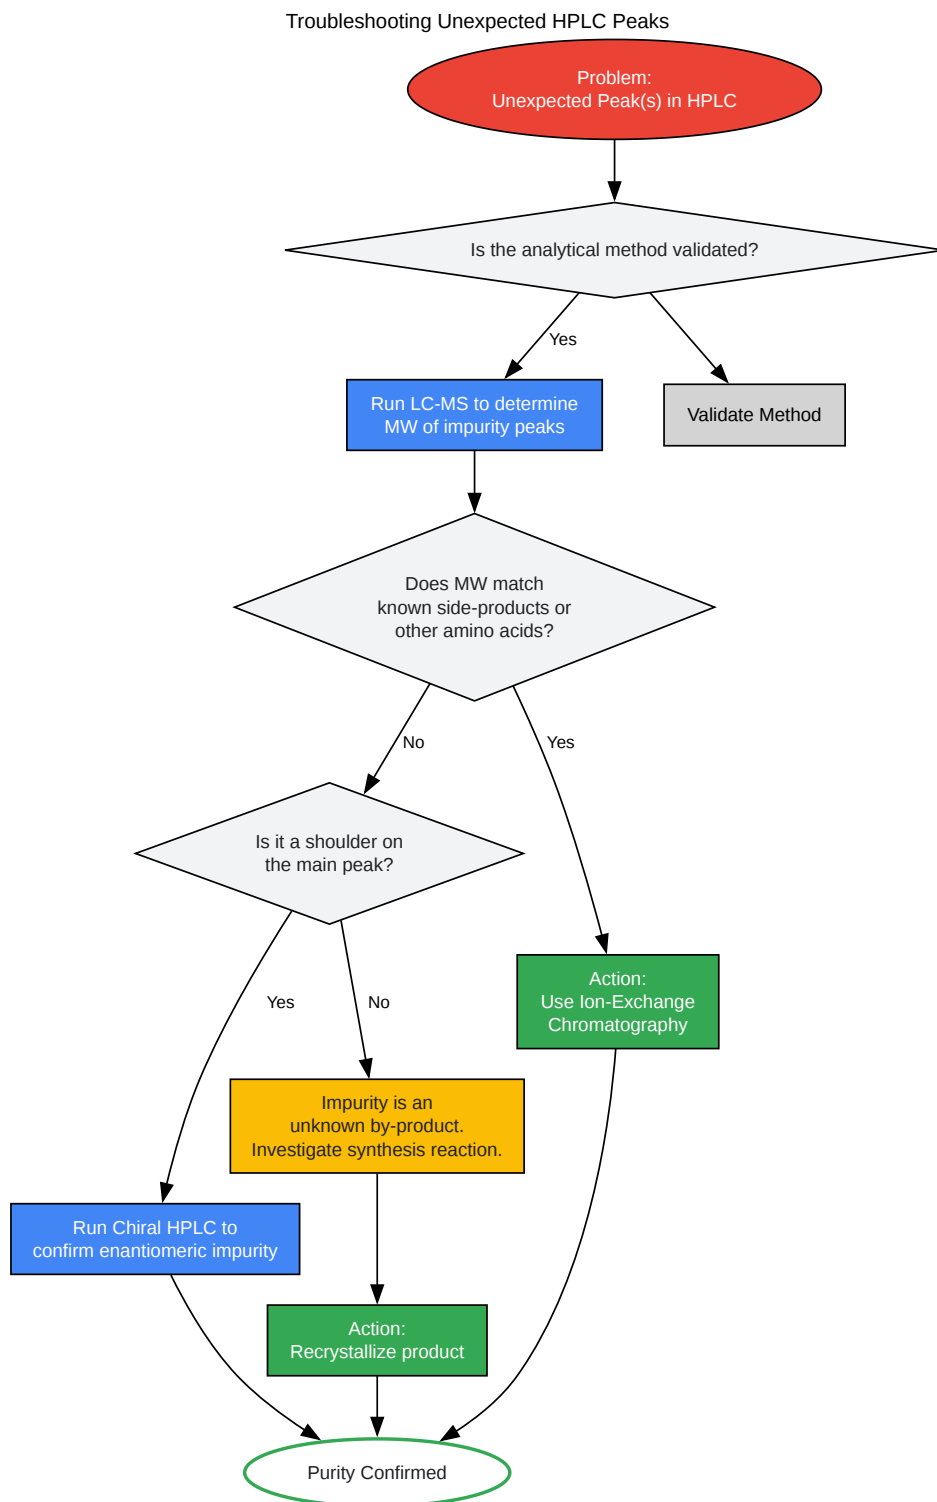 Troubleshooting Unexpected HPLC Peaks
Problem:
Unexpected Peak(s) in HPLC
Is the analytical method validated?
Yes
Run LC-MS to determine
MW of impurity peaks
Validate Method
Does MW match
known side-products or
other amino acids?
No
Yes
Is it a shoulder on
the main peak?
Action:
Use Ion-Exchange
Chromatography
Yes
No
Impurity is an
unknown by-product.
Investigate synthesis reaction.
Run Chiral HPLC to
confirm enantiomeric impurity
Action:
Recrystallize product
Purity Confirmed